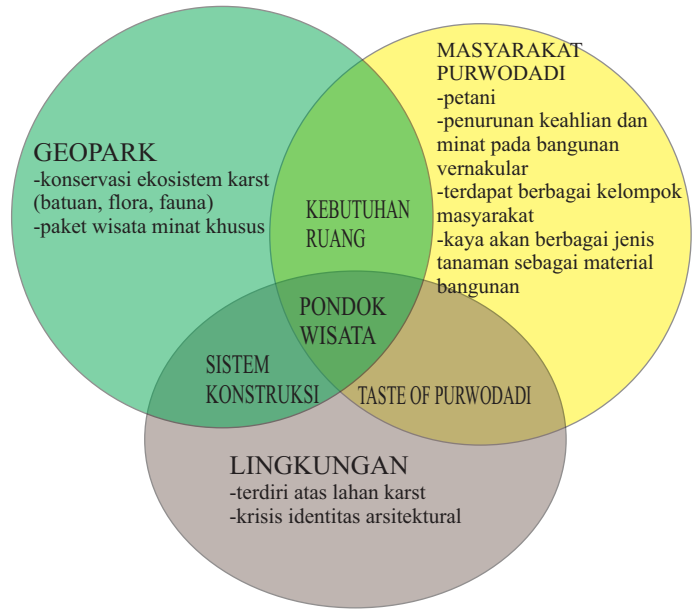 MASYARAKAT
PURWODADI
-petani
-penurunan keahlian dan
minat pada bangunan
vernakular
-terdapat berbagai kelompok
masyarakat
-kaya akan berbagai jenis
tanaman sebagai material
bangunan
GEOPARK
-konservasi ekosistem karst
(batuan, flora, fauna)
-paket wisata minat khusus
KEBUTUHAN
RUANG
PONDOK
WISATA
SISTEM
KONSTRUKSI
TASTE OF PURWODADI
LINGKUNGAN
-terdiri atas lahan karst
-krisis identitas arsitektural